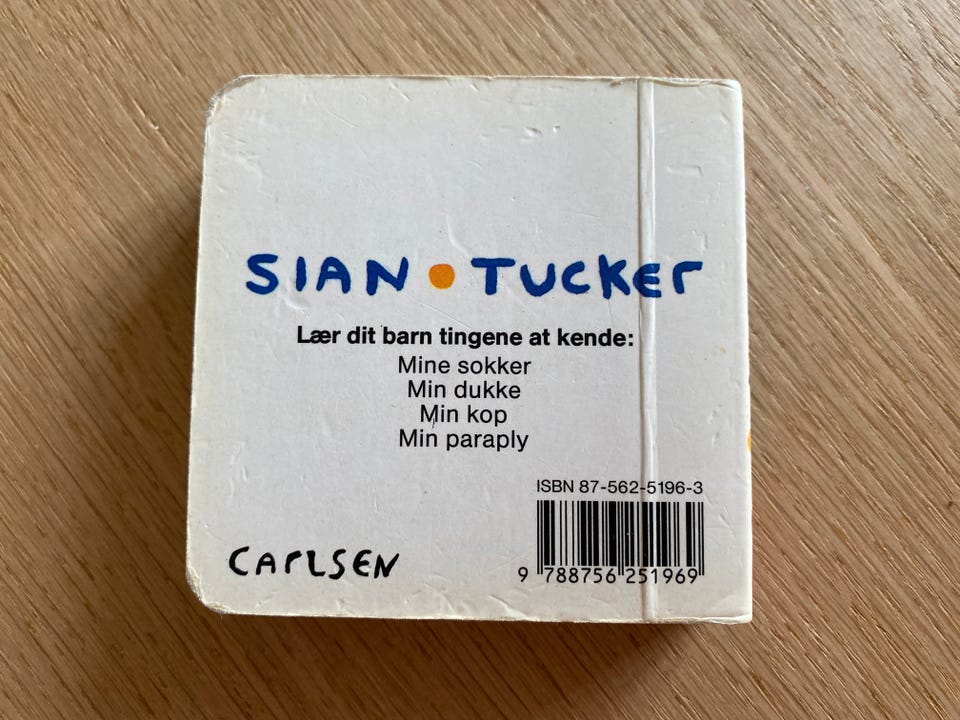 SIAN • TUCKER
Lær dit barn tingene at kende:
Mine sokker
Min dukke
Min kop
Min paraply
ISBN 87-562-5196-3
9 788756 251969
CARLSEN